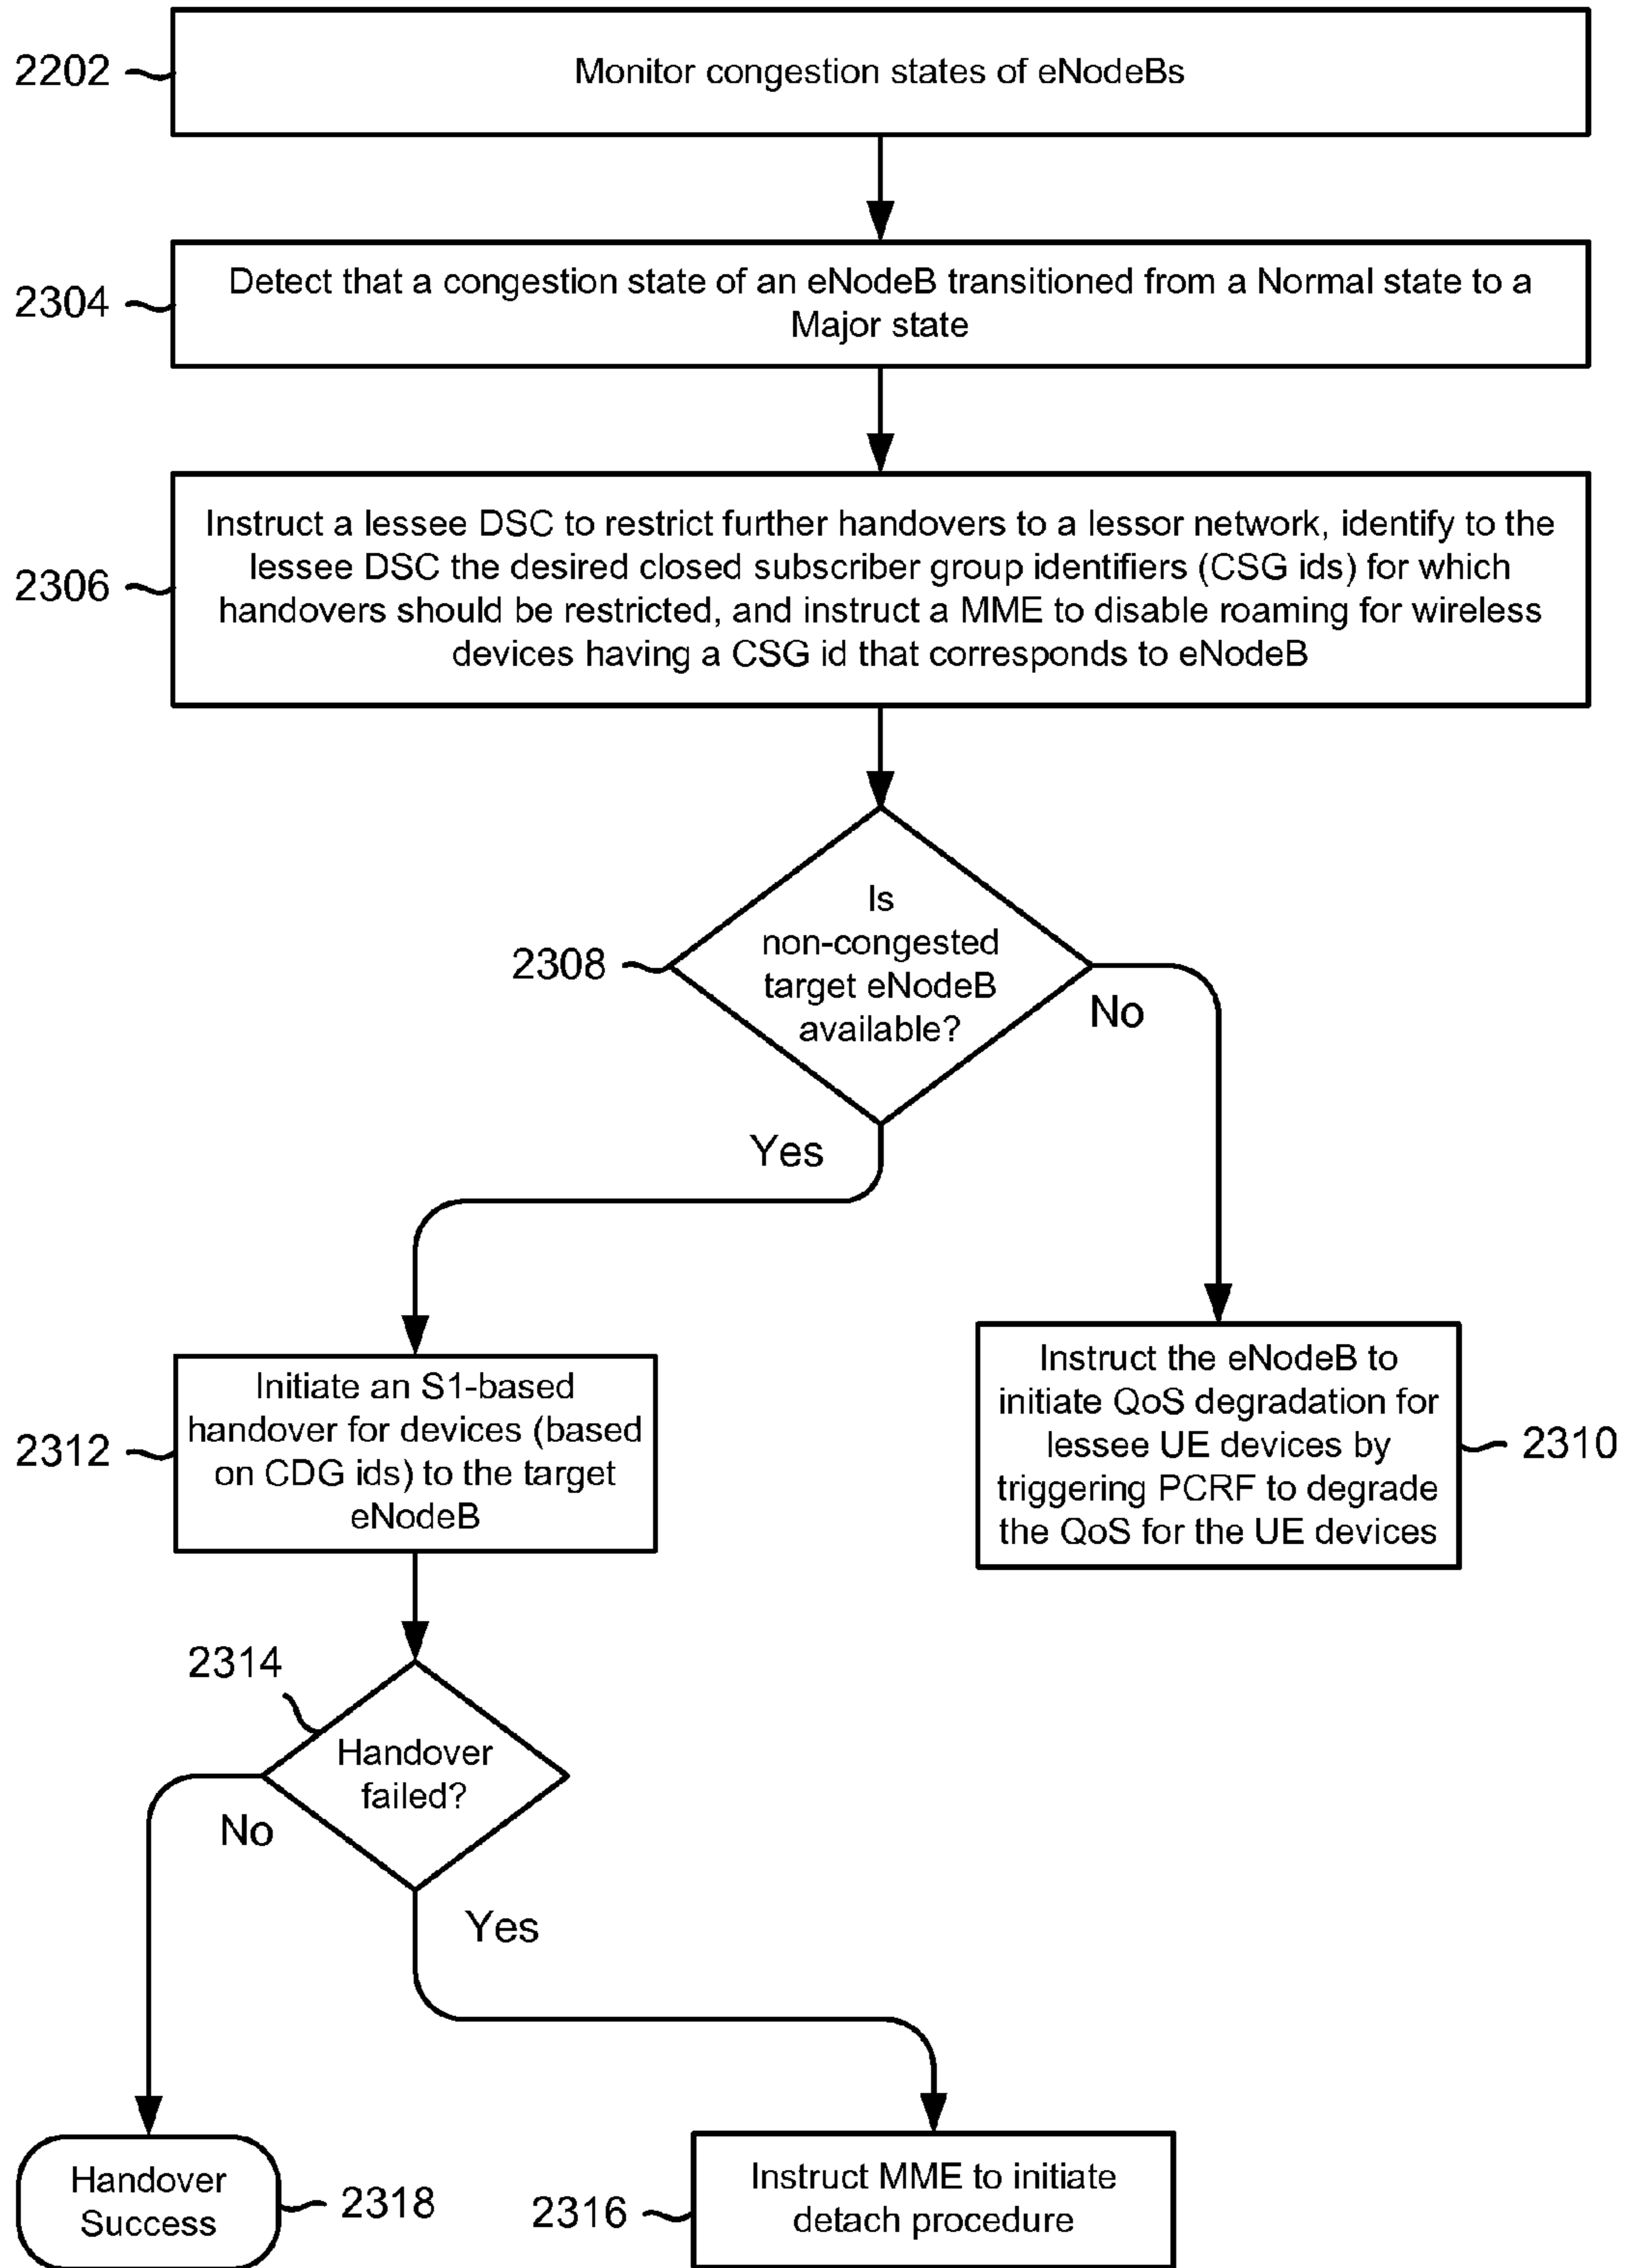 2202
Monitor congestion states of eNodeBs
2304
Detect that a congestion state of an eNodeB transitioned from a Normal state to a
Major state
2306
Instruct a lessee DSC to restrict further handovers to a lessor network, identify to the
lessee DSC the desired closed subscriber group identifiers (CSG ids) for which
handovers should be restricted, and instruct a MME to disable roaming for wireless
devices having a CSG id that corresponds to eNodeB
2308
Is
non-congested
target eNodeB
available?
No
Yes
2312
Initiate an S1-based
handover for devices (based
on CDG ids) to the target
eNodeB
Instruct the eNodeB to
initiate QoS degradation for
lessee UE devices by
triggering PCRF to degrade
the QoS for the UE devices
2310
2314
Handover
failed?
No
Yes
Handover
Success
2318
2316
Instruct MME to initiate
detach procedure